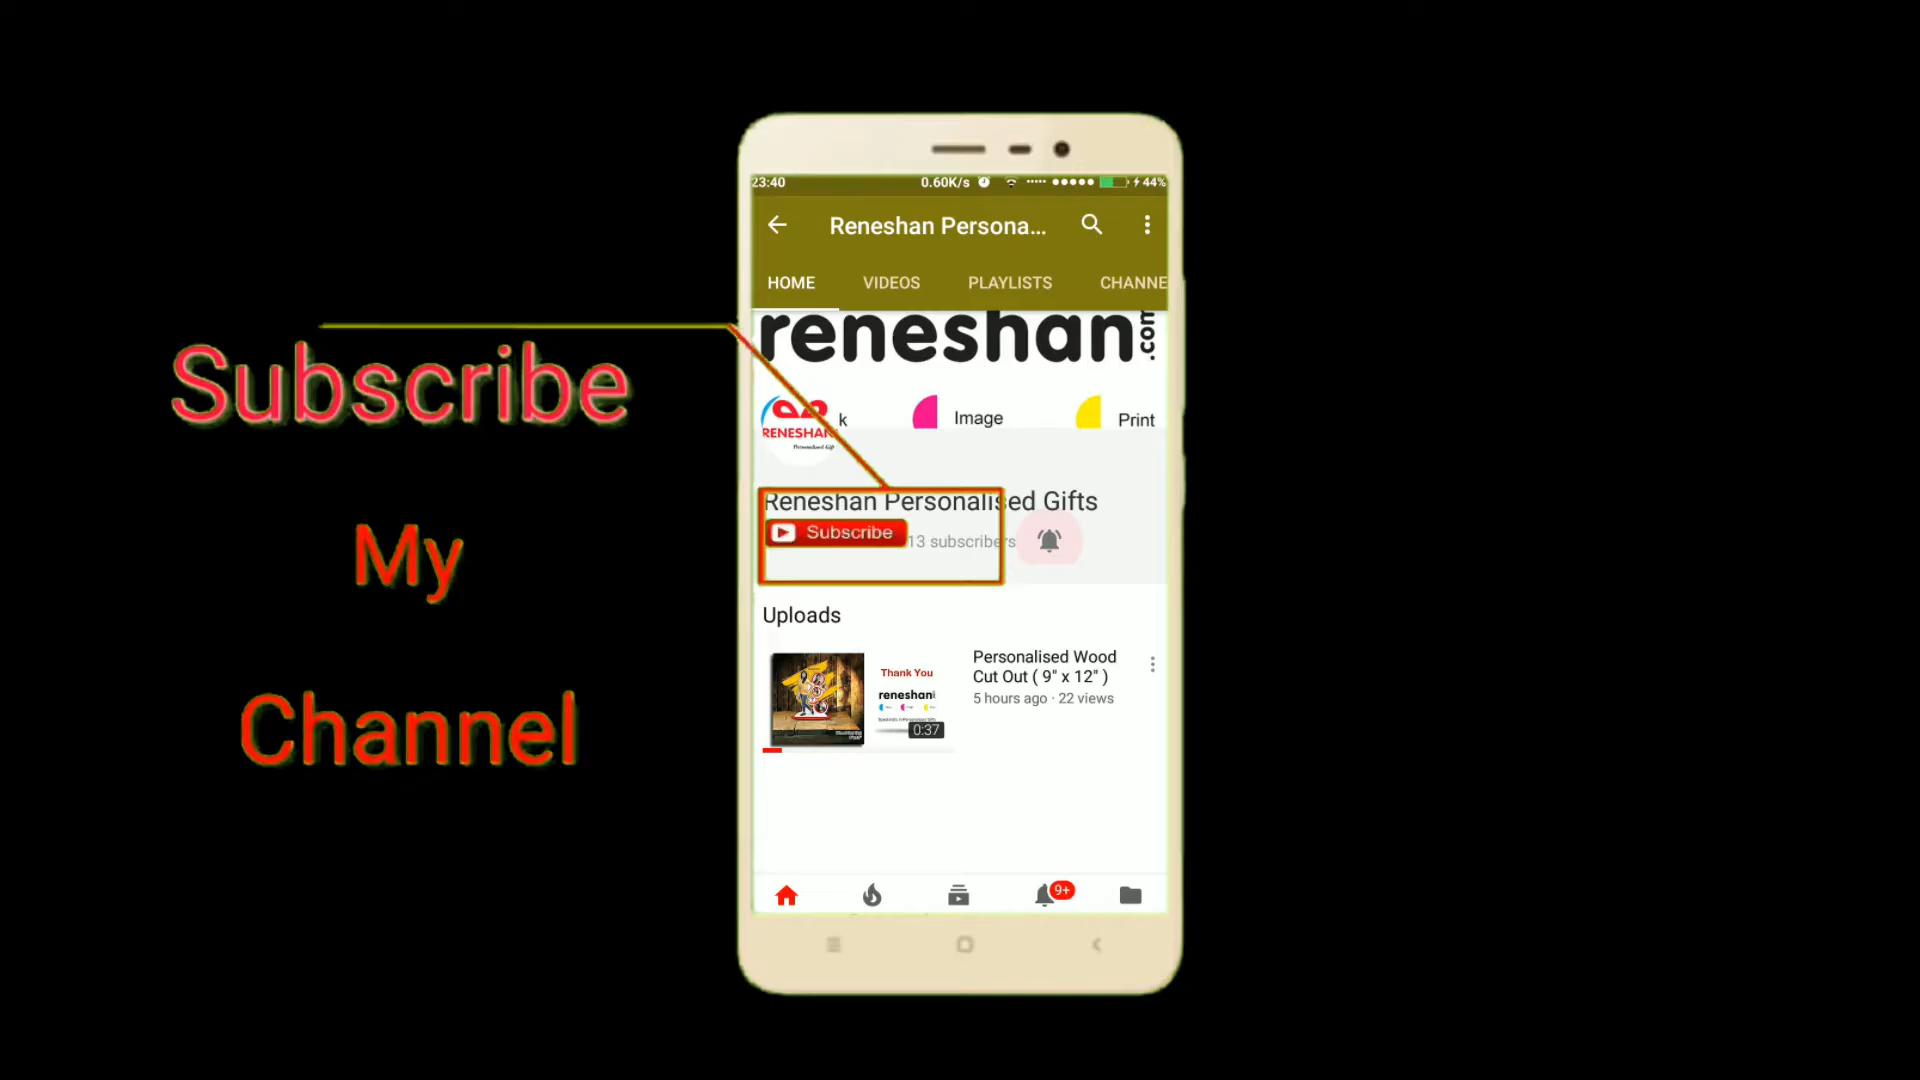 Subscribe
My
Channel
23:40
0.60K/s
44%
Reneshan Persona...
HOME
VIDEOS
PLAYLISTS
CHANNE
reneshan.com
RENESHAN
Personalised Gift
k
Image
Print
Reneshan Personalised Gifts
Subscribe
13 subscribers
Uploads
Thank You
reneshan
0:37
Personalised Wood
Cut Out ( 9" x 12" )
5 hours ago · 22 views
9+